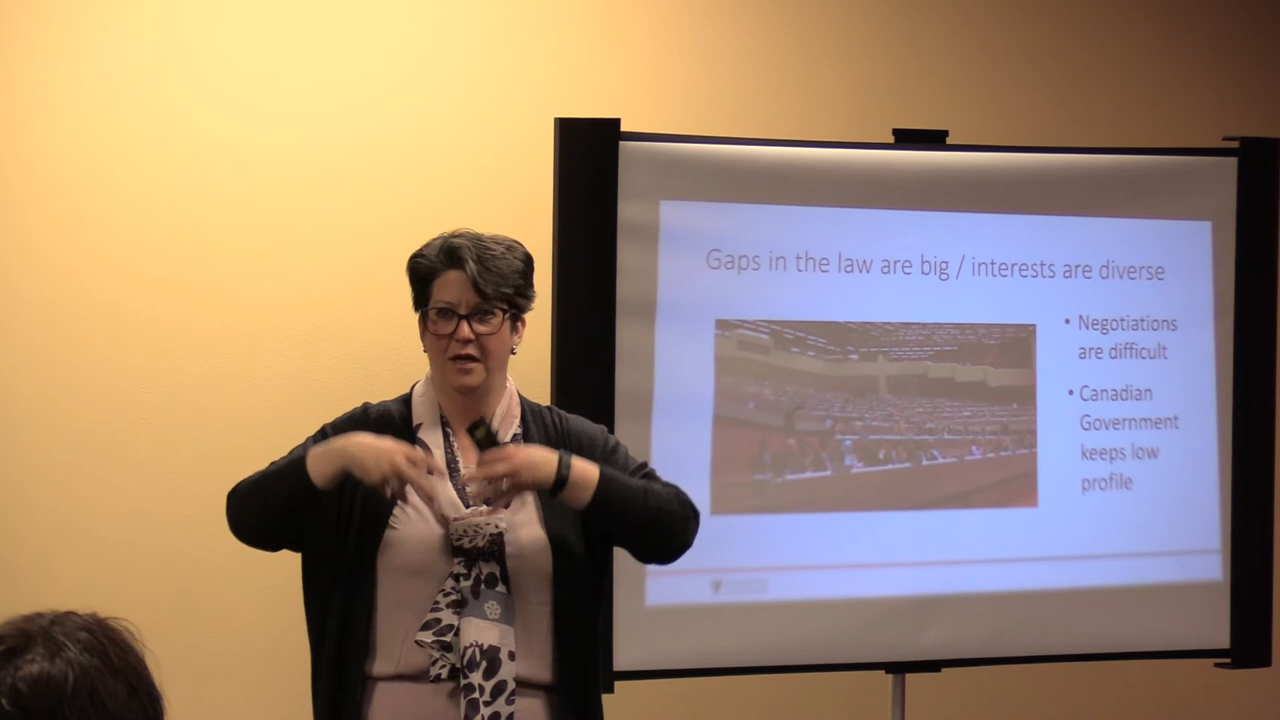 Gaps in the law are big / interests are diverse
• Negotiations
are difficult
• Canadian
Government
keeps low
profile